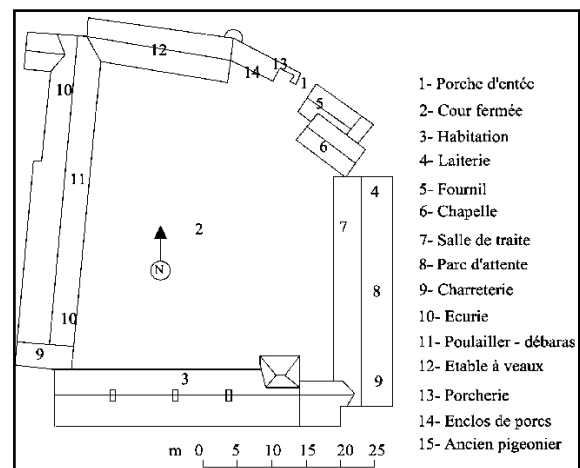 12
13
14
1
10
5
6
11
4
2
7
N
8
10
9
3
9
m 0 5 10 15 20 25
1- Porche d'entée
2- Cour fermée
3- Habitation
4- Laiterie
5- Fournil
6- Chapelle
7- Salle de traite
8- Parc d'attente
9- Charreterie
10- Ecurie
11- Poulailler - débaras
12- Etable à veaux
13- Porcherie
14- Enclos de porcs
15- Ancien pigeonier